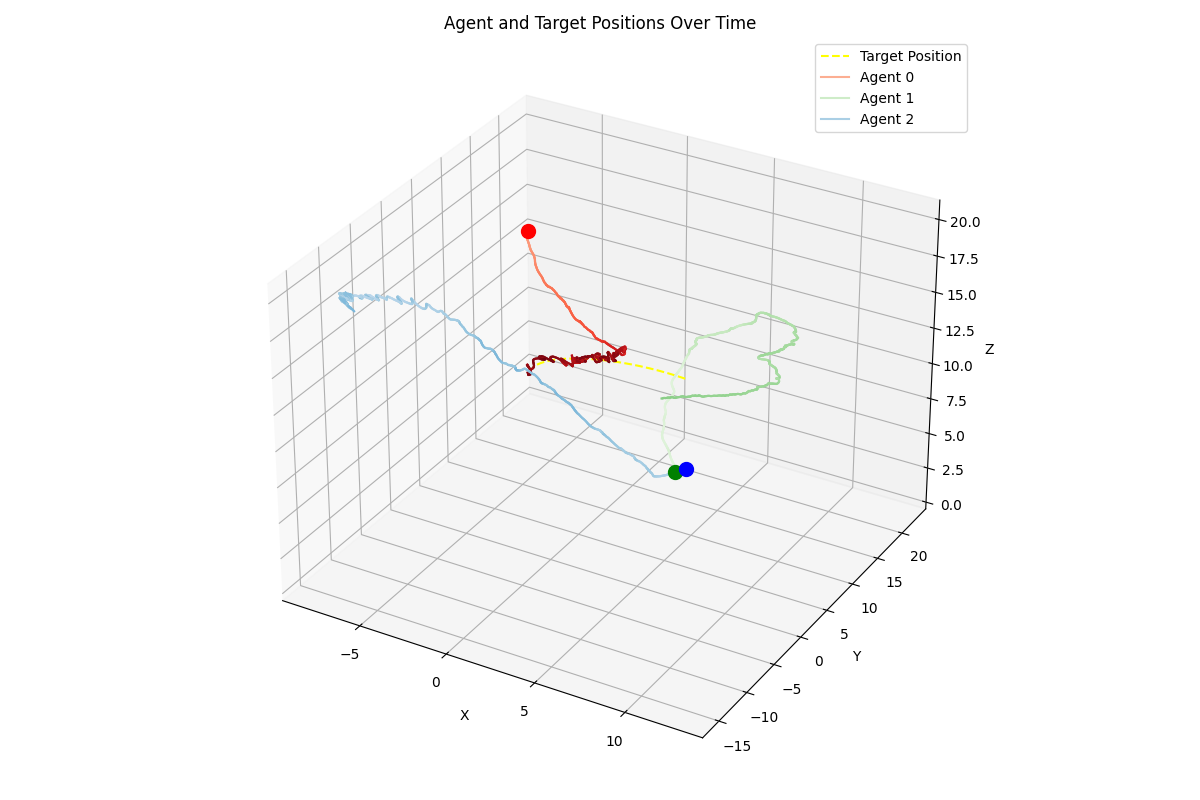 Agent and Target Positions Over Time
Target Position
Agent 0
Agent 1
Agent 2
20.0
17.5
15.0
12.5
10.0
7.5
5.0
2.5
0.0
Z
20
15
10
5
0
−5
−10
−15
Y
−5
0
5
10
X